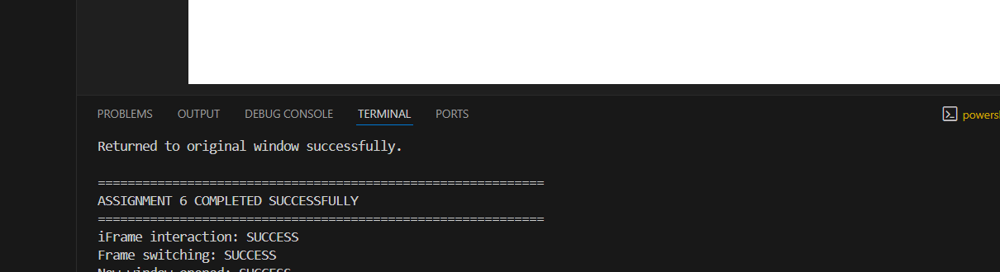 PROBLEMS OUTPUT DEBUG CONSOLE TERMINAL PORTS
Returned to original window successfully.
============================================================
ASSIGNMENT 6 COMPLETED SUCCESSFULLY
============================================================
iFrame interaction: SUCCESS
Frame switching: SUCCESS
New window opened: SUCCESS